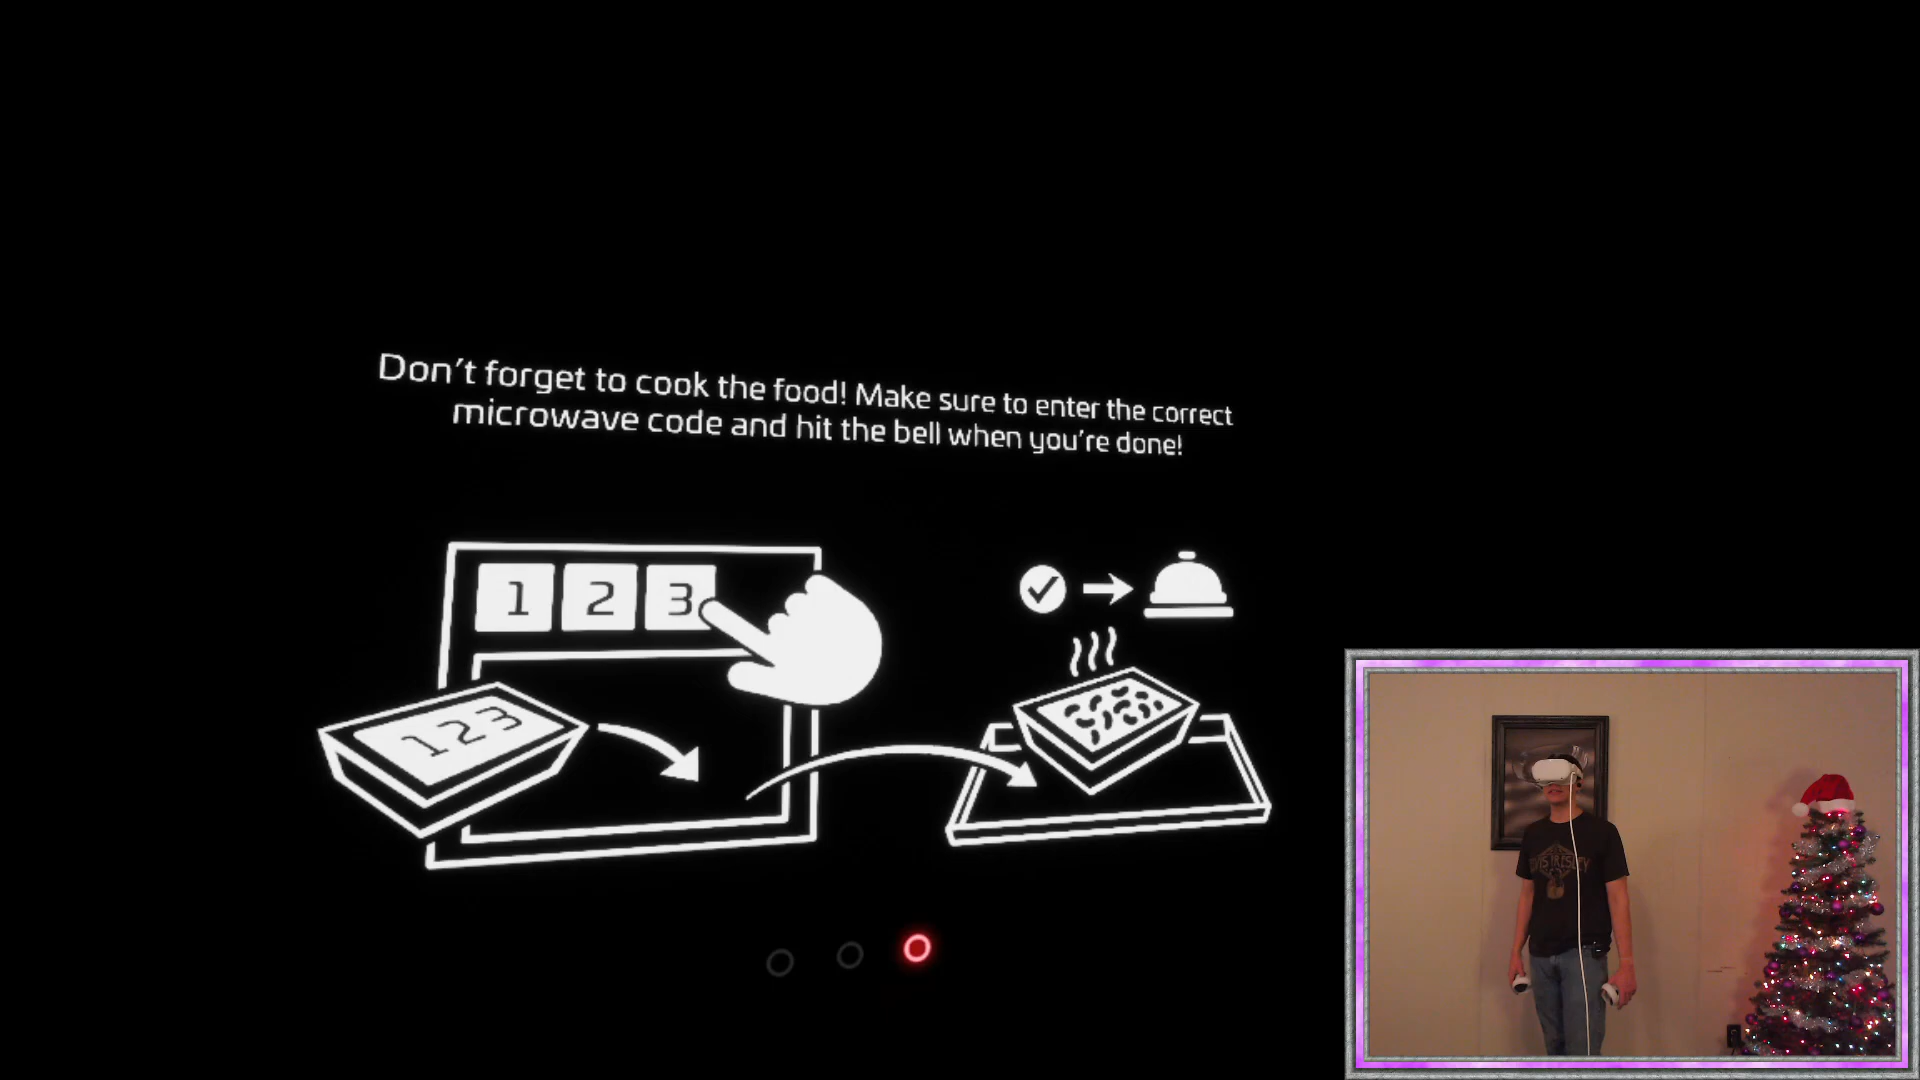 Don't forget to cook the food! Make sure to enter the correct
microwave code and hit the bell when you're done!
1 2 3
123